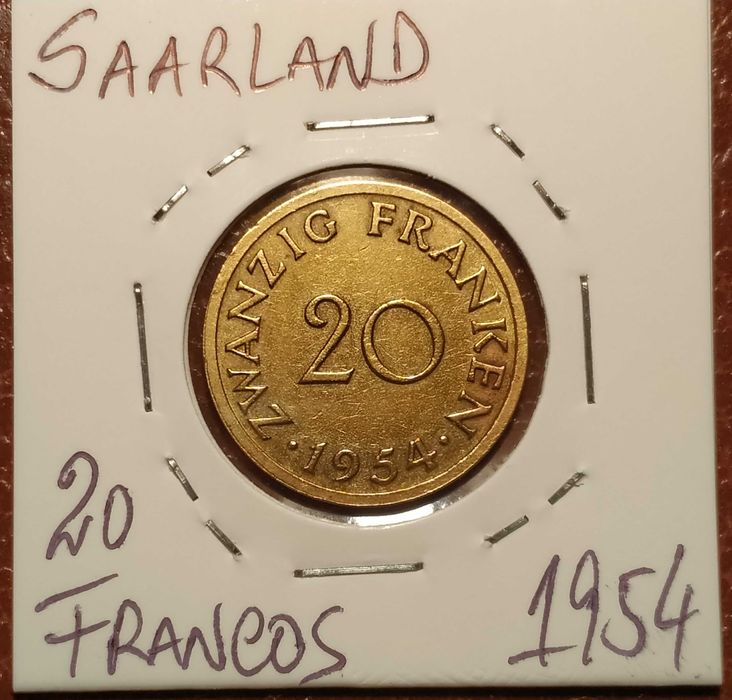 SAARLAND
ZWANZIG FRANKEN
20
· 1954 ·
20
FRANCOS
1954